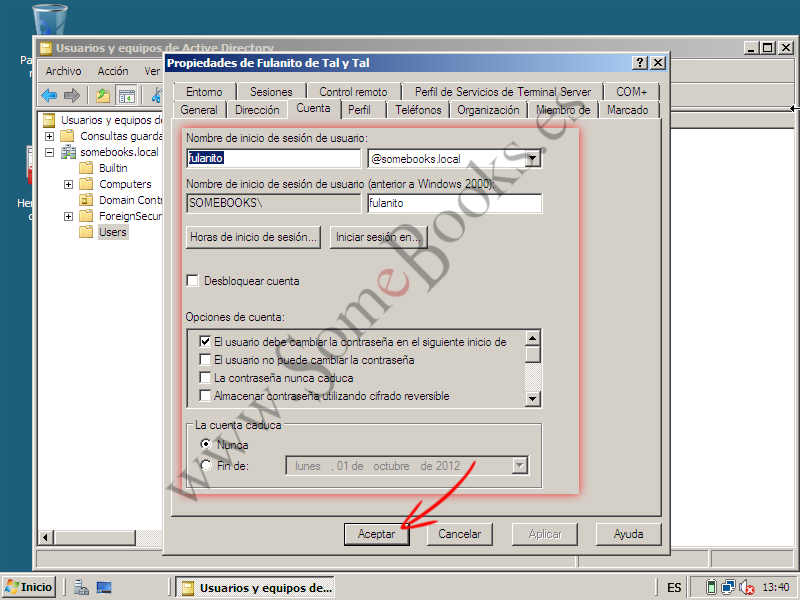 Usuarios y equipos de Active Directory
Archivo Acción Ver
Propiedades de Fulanito de Tal y Tal
Entorno Sesiones Control remoto Perfil de Servicios de Terminal Server COM+
General Dirección Cuenta Perfil Teléfonos Organización Miembro de Marcado
Usuarios y equipos de
Consultas guarda
somebooks.local
Builtin
Computers
Domain Contr
ForeignSecur
Users
Nombre de inicio de sesión de usuario:
fulanito @somebooks.local
Nombre de inicio de sesión de usuario (anterior a Windows 2000):
SOMEBOOKS\ fulanito
Horas de inicio de sesión... Iniciar sesión en...
Desbloquear cuenta
Opciones de cuenta:
El usuario debe cambiar la contraseña en el siguiente inicio de
El usuario no puede cambiar la contraseña
La contraseña nunca caduca
Almacenar contraseña utilizando cifrado reversible
La cuenta caduca
Nunca
Fin de: lunes , 01 de octubre de 2012
Aceptar Cancelar Aplicar Ayuda
www.SomeBooks.es
Inicio Usuarios y equipos de... ES 13:40